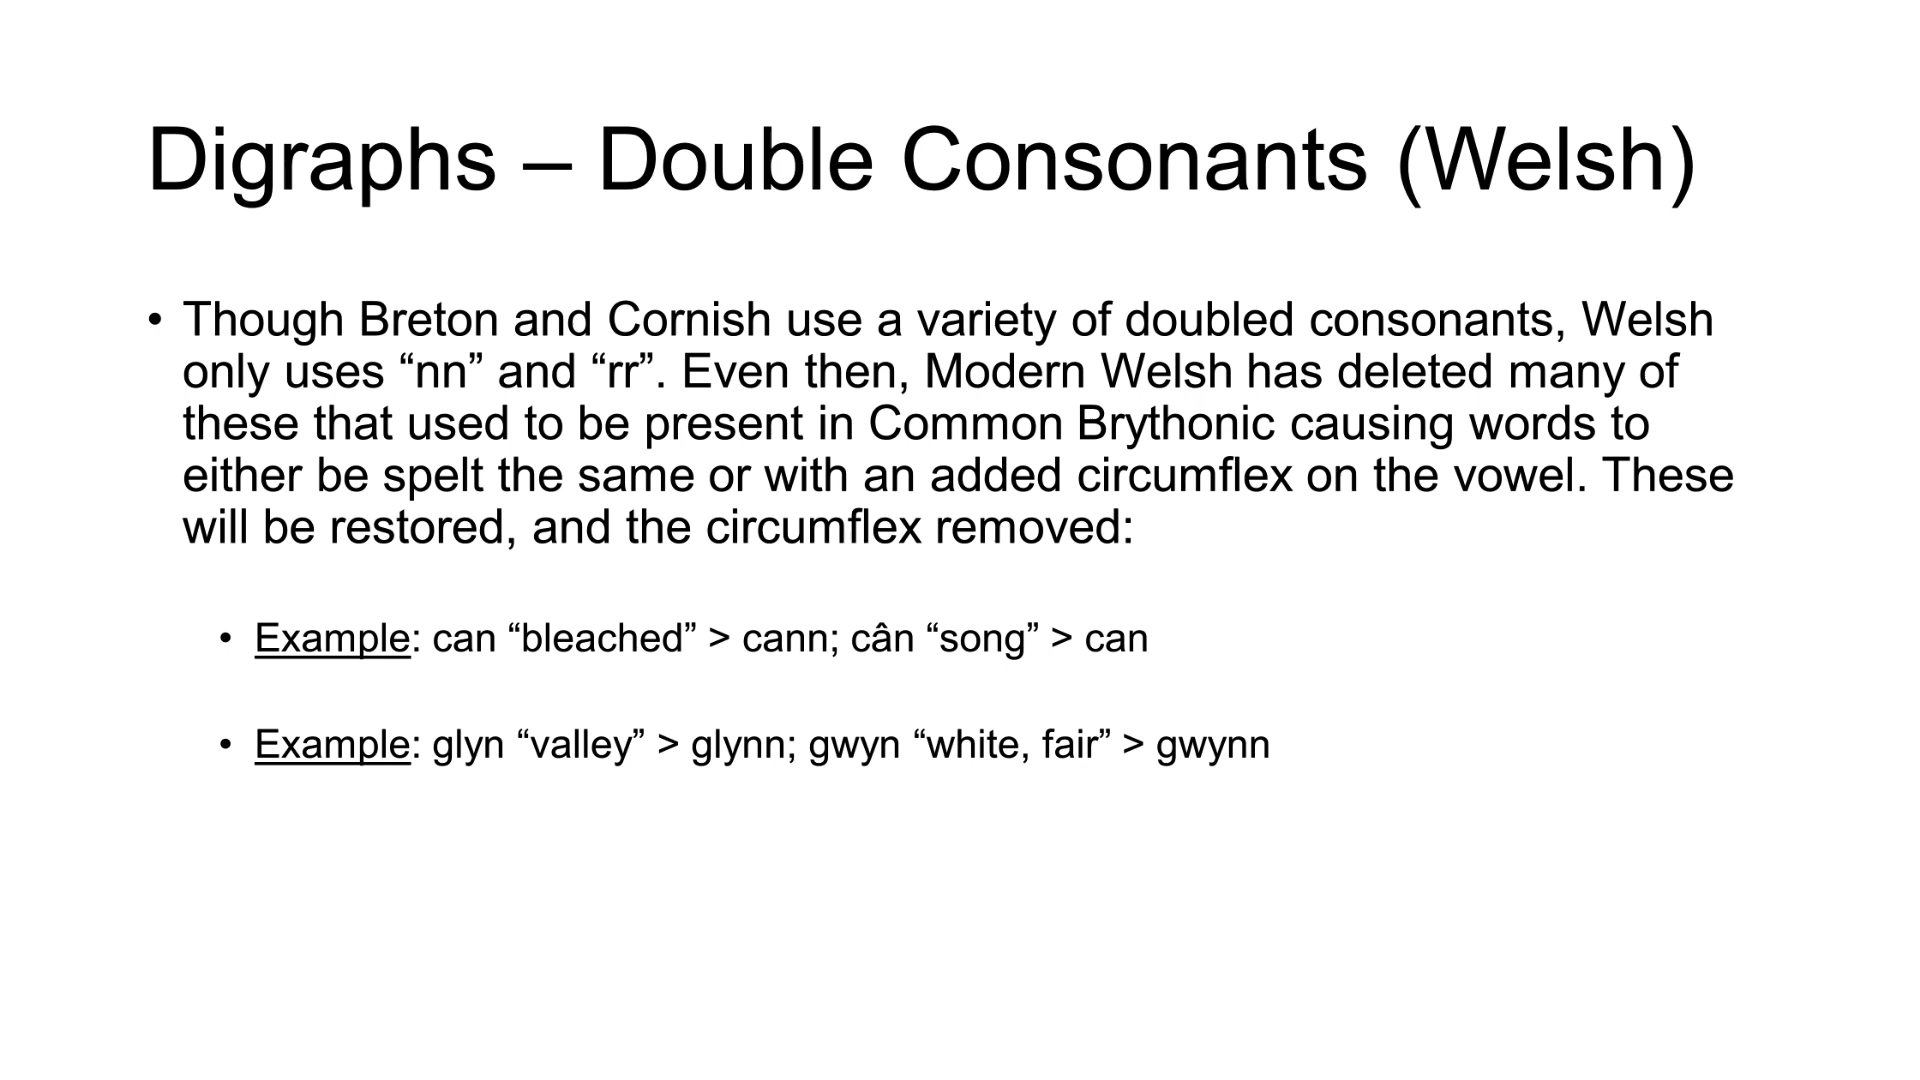 Digraphs – Double Consonants (Welsh)
• Though Breton and Cornish use a variety of doubled consonants, Welsh
only uses “nn” and “rr”. Even then, Modern Welsh has deleted many of
these that used to be present in Common Brythonic causing words to
either be spelt the same or with an added circumflex on the vowel. These
will be restored, and the circumflex removed:
• Example: can “bleached” > cann; cân “song” > can
• Example: glyn “valley” > glynn; gwyn “white, fair” > gwynn